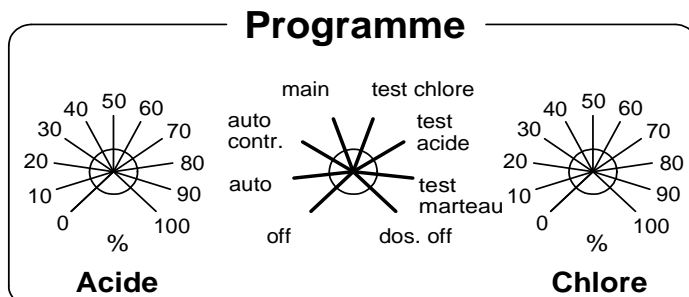 Programme
50
40
60
30
70
20
80
10
90
0
100
%
Acide
main
test chlore
auto
contr.
test
acide
auto
test
marteau
off
dos. off
50
40
60
30
70
20
80
10
90
0
100
%
Chlore